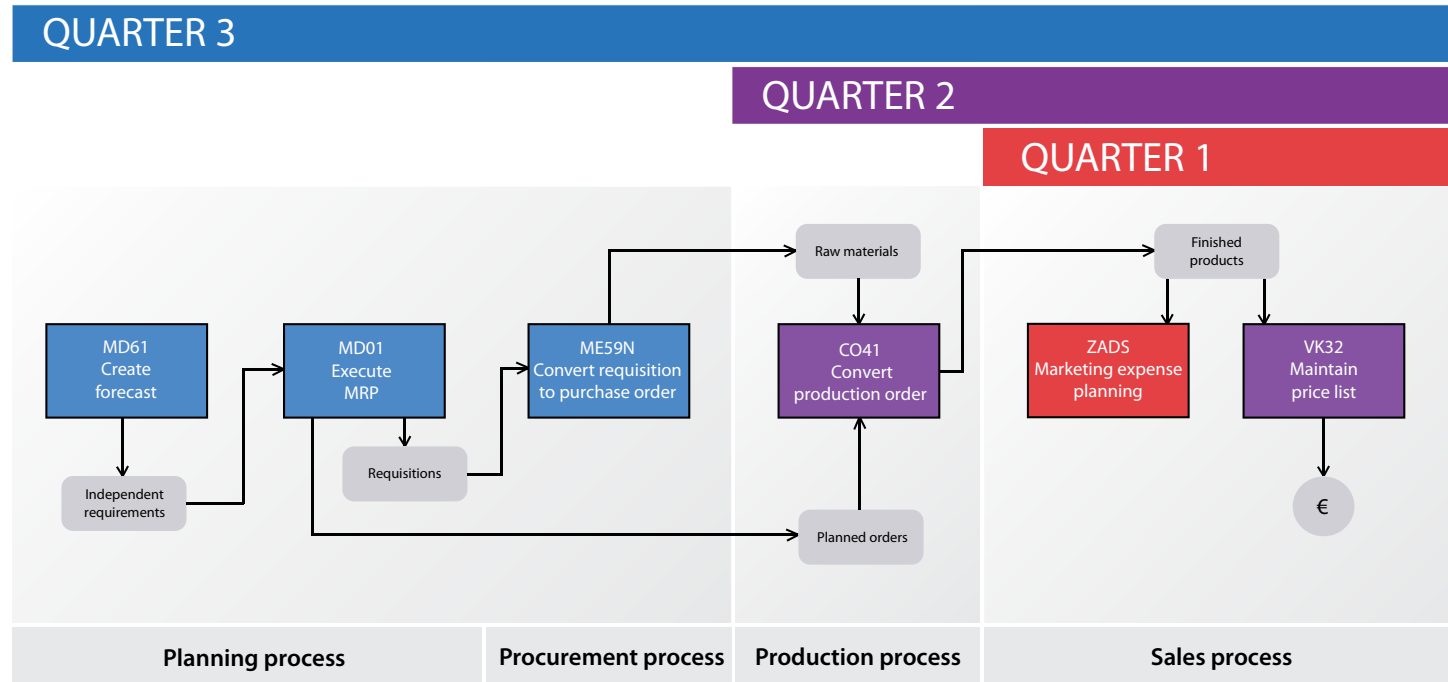 QUARTER 3
QUARTER 2
QUARTER 1
Raw materials
Finished
products
MD61
Create
forecast
MD01
Execute
MRP
ME59N
Convert requisition
to purchase order
CO41
Convert
production order
ZADS
Marketing expense
planning
VK32
Maintain
price list
Independent
requirements
Requisitions
Planned orders
€
Planning process
Procurement process
Production process
Sales process